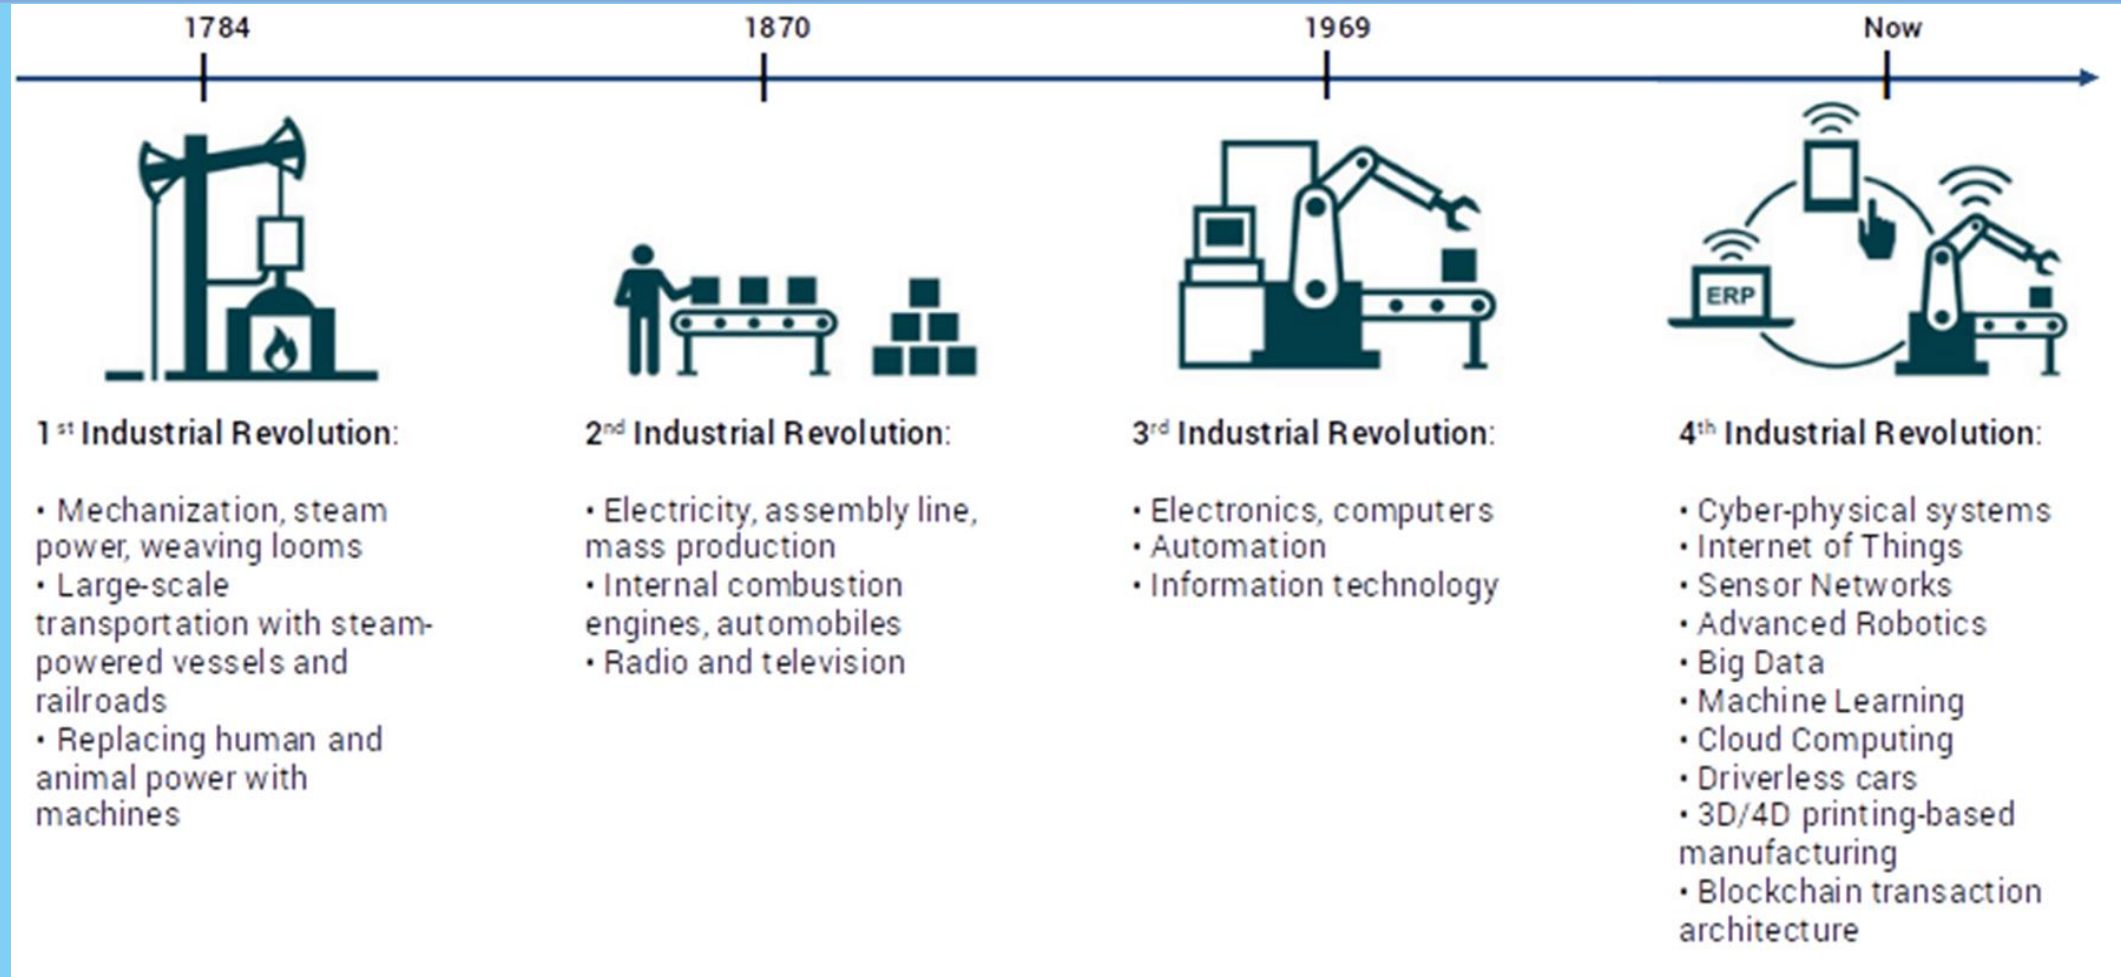 1784
1870
1969
Now
ERP
1st Industrial Revolution:
• Mechanization, steam
power, weaving looms
• Large-scale
transportation with steam-
powered vessels and
railroads
• Replacing human and
animal power with
machines
2nd Industrial Revolution:
• Electricity, assembly line,
mass production
• Internal combustion
engines, automobiles
• Radio and television
3rd Industrial Revolution:
• Electronics, computers
• Automation
• Information technology
4th Industrial Revolution:
• Cyber-physical systems
• Internet of Things
• Sensor Networks
• Advanced Robotics
• Big Data
• Machine Learning
• Cloud Computing
• Driverless cars
• 3D/4D printing-based
manufacturing
• Blockchain transaction
architecture